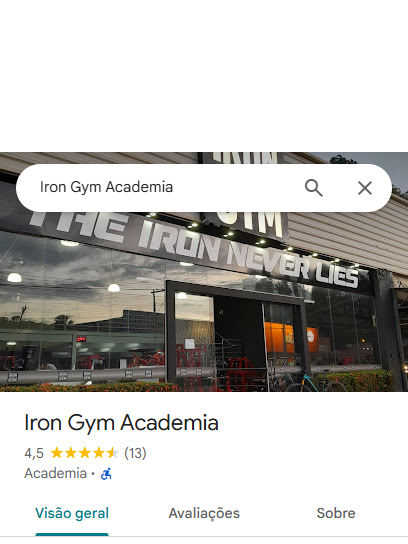 IRON
Iron Gym Academia
GYM
THE IRON NEVER LIES
Iron Gym Academia
4,5 (13)
Academia ·
Visão geral
Avaliações
Sobre